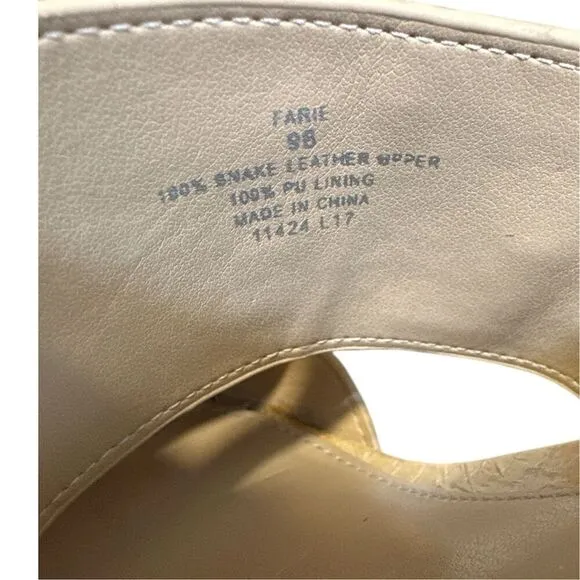 FARIE
9B
100% SNAKE LEATHER UPPER
100% PU LINING
MADE IN CHINA
11424 L17